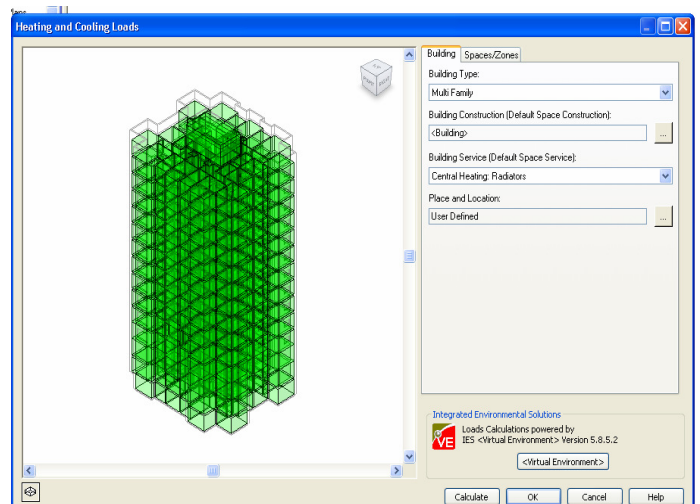 Heating and Cooling Loads
Building
Spaces/Zones
Building Type:
Multi Family
Building Construction (Default Space Construction):
<Building>
...
Building Service (Default Space Service):
Central Heating: Radiators
Place and Location:
User Defined
...
Integrated Environmental Solutions
VE
Loads Calculations powered by
IES <Virtual Environment> Version 5.8.5.2
<Virtual Environment>
Calculate
OK
Cancel
Help